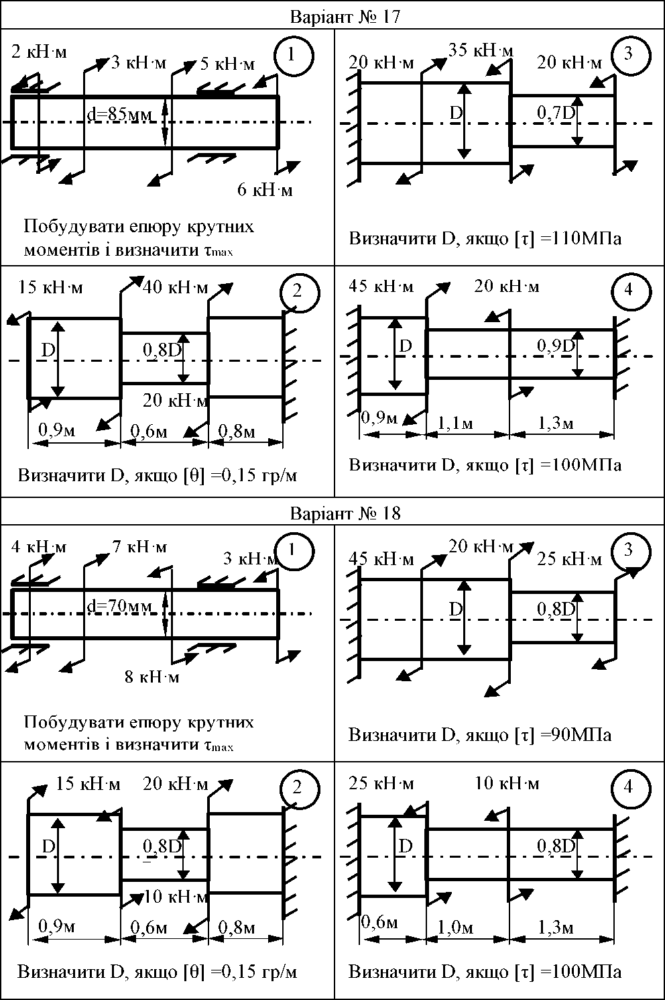 Варіант № 17
1
2 кН·м
3 кН·м
5 кН·м
d=85мм
6 кН·м
Побудувати епюру крутних
моментів і визначити τmax
3
20 кН·м
35 кН·м
20 кН·м
D
0,7D
Визначити D, якщо [τ] =110МПа
2
15 кН·м
40 кН·м
D
0,8D
20 кН·м
0,9м
0,6м
0,8м
Визначити D, якщо [θ] =0,15 гр/м
4
45 кН·м
20 кН·м
D
0,9D
0,9м
1,1м
1,3м
Визначити D, якщо [τ] =100МПа
Варіант № 18
1
4 кН·м
7 кН·м
3 кН·м
d=70мм
8 кН·м
Побудувати епюру крутних
моментів і визначити τmax
3
45 кН·м
20 кН·м
25 кН·м
D
0,8D
Визначити D, якщо [τ] =90МПа
2
15 кН·м
20 кН·м
D
0,8D
10 кН·м
0,9м
0,6м
0,8м
Визначити D, якщо [θ] =0,15 гр/м
4
25 кН·м
10 кН·м
D
0,8D
0,6м
1,0м
1,3м
Визначити D, якщо [τ] =100МПа